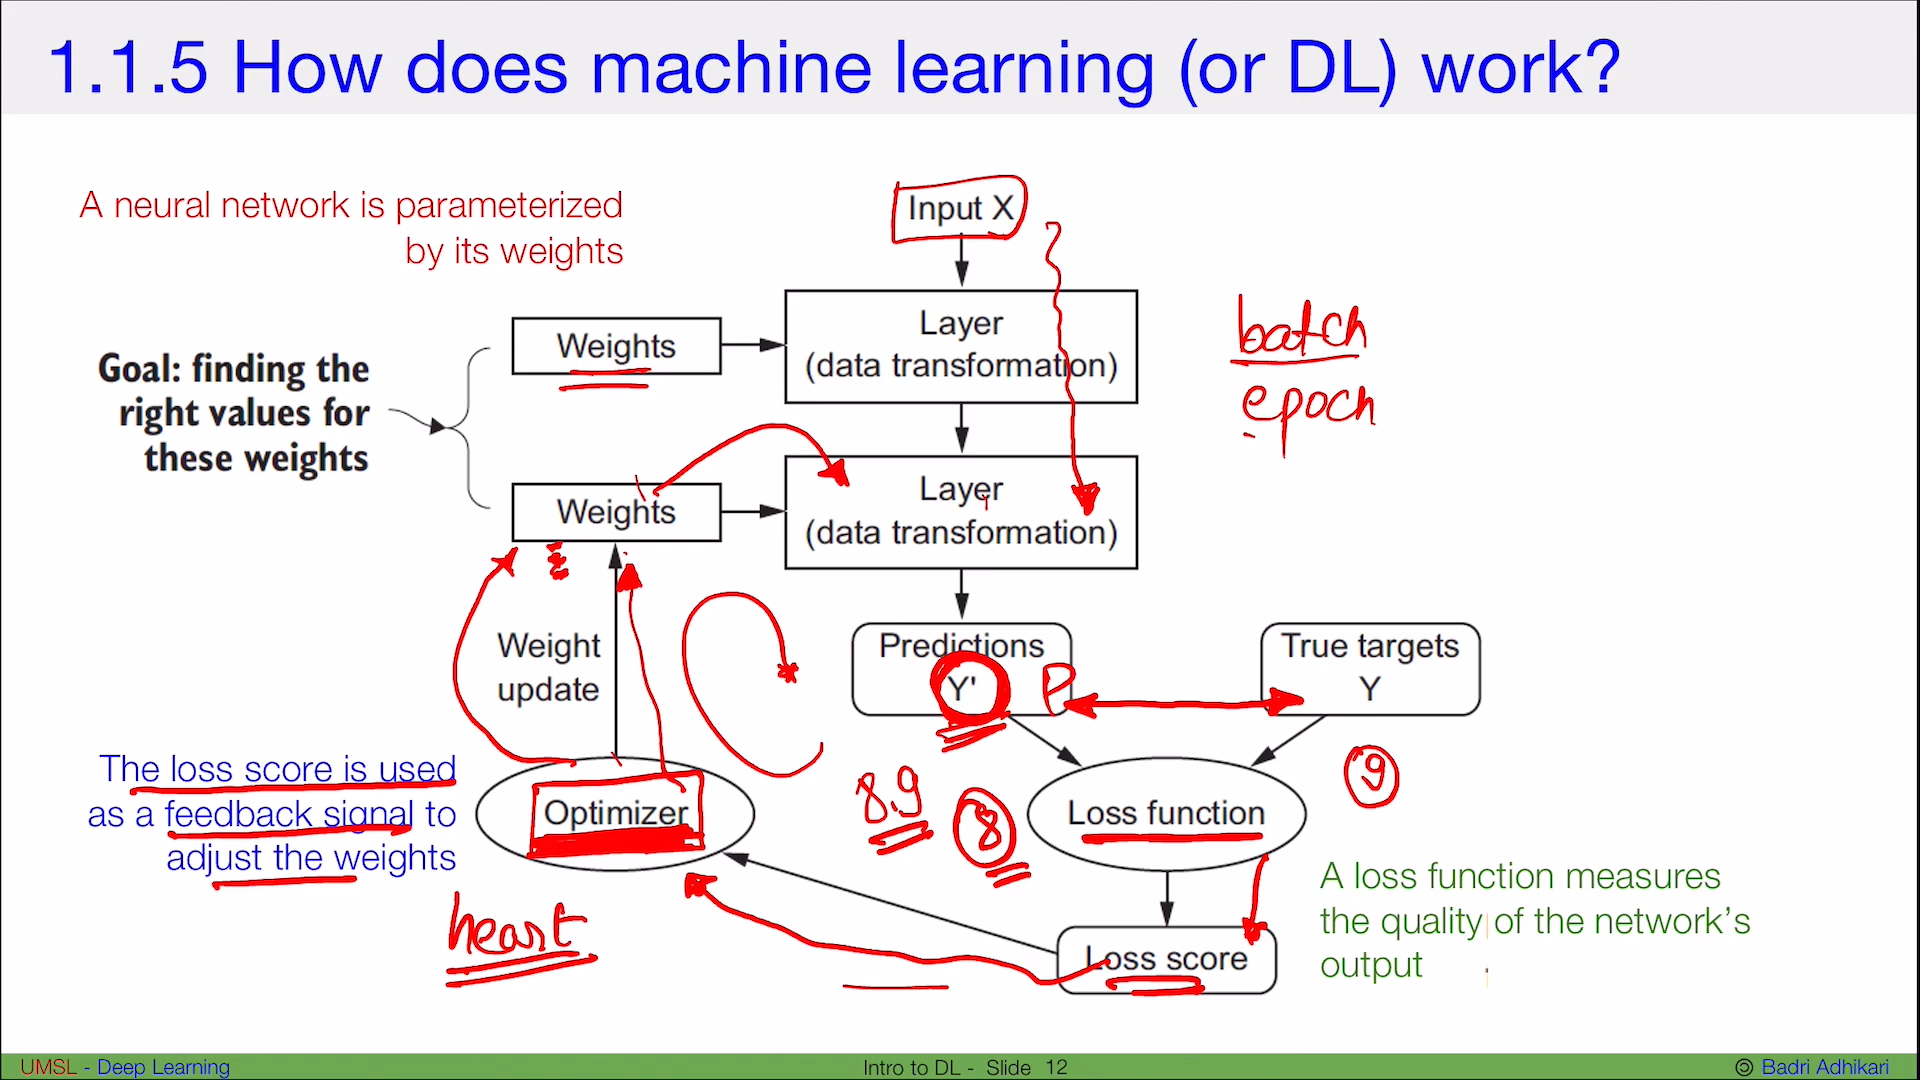 1.1.5 How does machine learning (or DL) work?
A neural network is parameterized
by its weights
Input X
Layer
(data transformation)
Weights
batch
epoch
Goal: finding the
right values for
these weights
Layer
(data transformation)
Weights
Weight
update
Predictions
Y'
P
True targets
Y
9
The loss score is used
as a feedback signal to
adjust the weights
Optimizer
8.9
8
Loss function
heart
Loss score
A loss function measures
the quality of the network's
output
UMSL - Deep Learning
Intro to DL - Slide 12
© Badri Adhikari